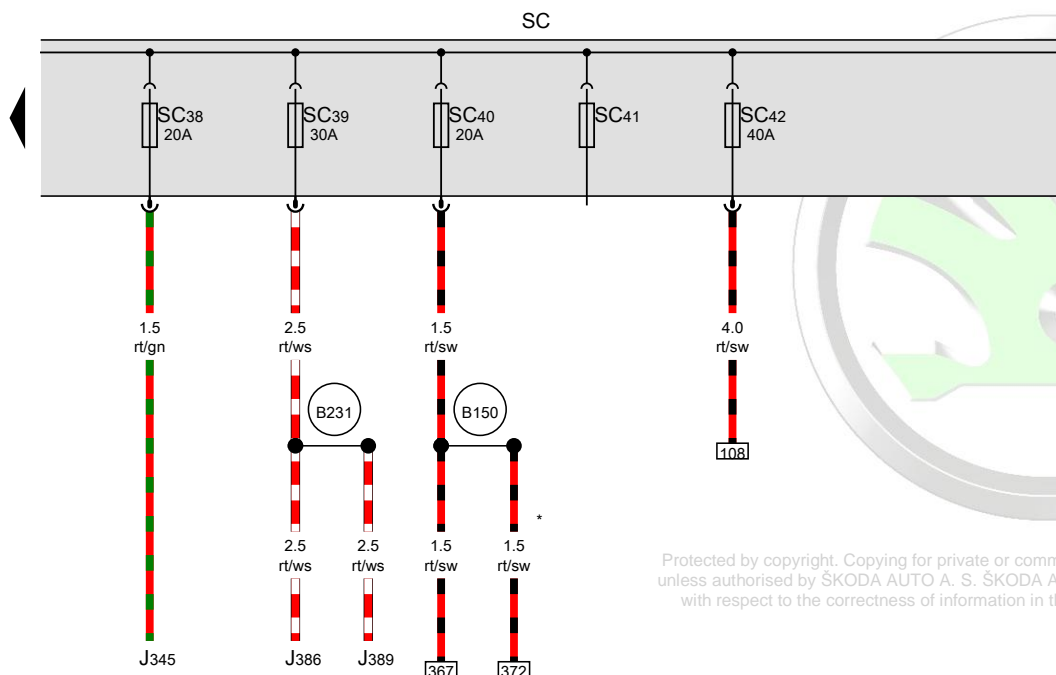 SC
SC38 SC39 SC40 SC41 SC42
20A 30A 20A 40A
1.5 2.5 1.5 4.0
rt/gn rt/ws rt/sw rt/sw
B231 B150
108
*
2.5 2.5 1.5 1.5
rt/ws rt/ws rt/sw rt/sw
J345 J386 J389 367 372
Protected by copyright. Copying for private or comm
unless authorised by ŠKODA AUTO A. S. ŠKODA A
with respect to the correctness of information in th